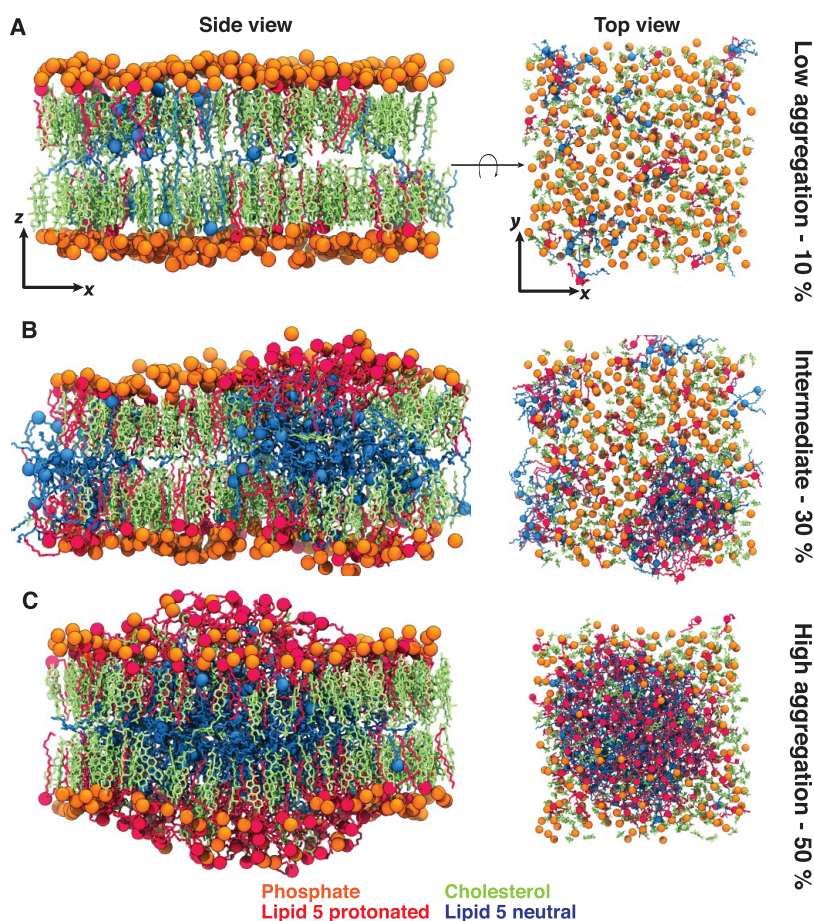 Side view
Top view
A
Low aggregation - 10 %
z
x
y
x
B
Intermediate - 30 %
C
High aggregation - 50 %
Phosphate
Cholesterol
Lipid 5 protonated
Lipid 5 neutral